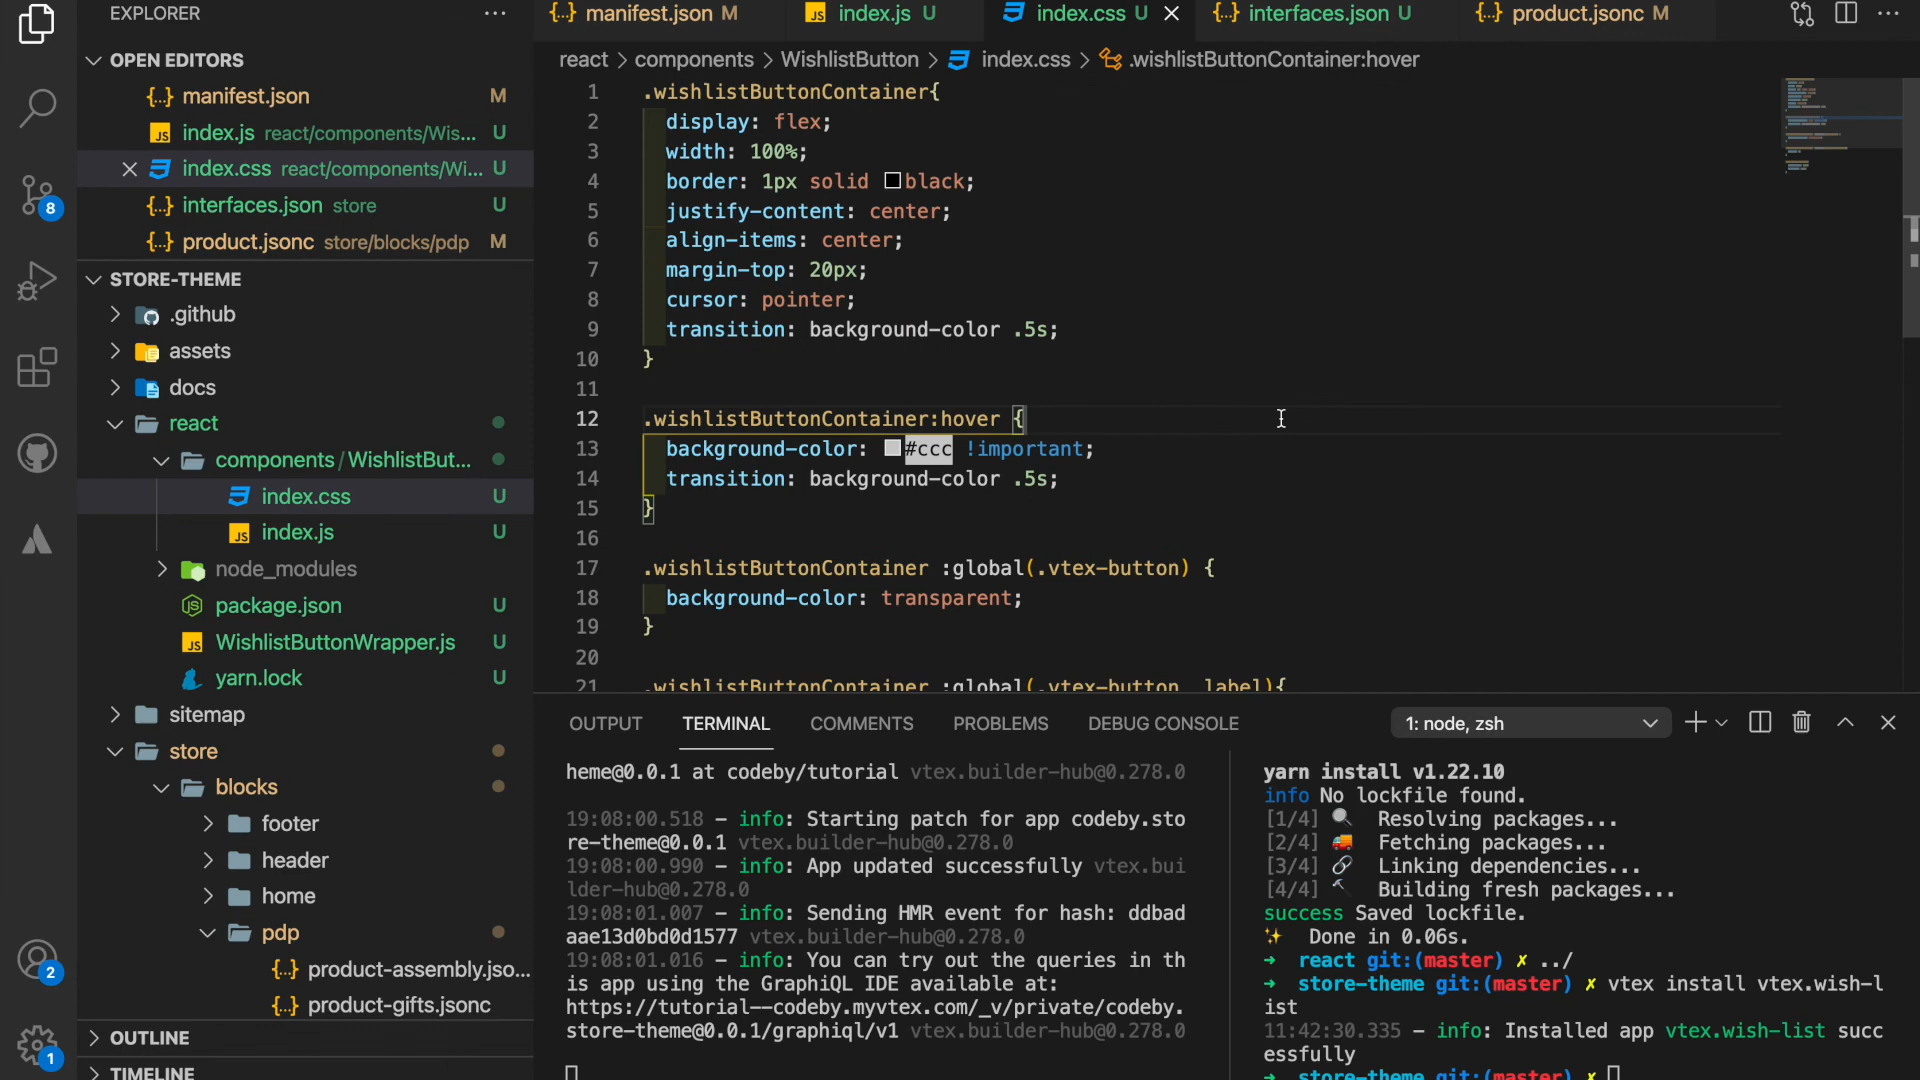 EXPLORER
OPEN EDITORS
manifest.json M
index.js react/components/Wis... U
index.css react/components/Wi... U
interfaces.json store U
product.jsonc store/blocks/pdp M
STORE-THEME
.github
assets
docs
react
components/WishlistBut...
index.css U
index.js U
node_modules
package.json U
WishlistButtonWrapper.js U
yarn.lock U
sitemap
store
blocks
footer
header
home
pdp
product-assembly.jso...
product-gifts.jsonc
OUTLINE
TIMELINE
8
2
1
manifest.json M
index.js U
index.css U
interfaces.json U
product.jsonc M
react > components > WishlistButton > index.css > .wishlistButtonContainer:hover
1 .wishlistButtonContainer{
2 display: flex;
3 width: 100%;
4 border: 1px solid black;
5 justify-content: center;
6 align-items: center;
7 margin-top: 20px;
8 cursor: pointer;
9 transition: background-color .5s;
10 }
11
12 .wishlistButtonContainer:hover {
13 background-color: #ccc !important;
14 transition: background-color .5s;
15 }
16
17 .wishlistButtonContainer :global(.vtex-button) {
18 background-color: transparent;
19 }
20
21 .wishlistButtonContainer :global(.vtex-button__label){
OUTPUT TERMINAL COMMENTS PROBLEMS DEBUG CONSOLE
1: node, zsh
heme@0.0.1 at codeby/tutorial vtex.builder-hub@0.278.0
19:08:00.518 - info: Starting patch for app codeby.sto
re-theme@0.0.1 vtex.builder-hub@0.278.0
19:08:00.990 - info: App updated successfully vtex.bui
lder-hub@0.278.0
19:08:01.007 - info: Sending HMR event for hash: ddbad
aae13d0bd0d1577 vtex.builder-hub@0.278.0
19:08:01.016 - info: You can try out the queries in th
is app using the GraphiQL IDE available at:
https://tutorial--codeby.myvtex.com/_v/private/codeby.
store-theme@0.0.1/graphiql/v1 vtex.builder-hub@0.278.0
yarn install v1.22.10
info No lockfile found.
[1/4] 🔍 Resolving packages...
[2/4] 🚚 Fetching packages...
[3/4] 🔗 Linking dependencies...
[4/4] 🔨 Building fresh packages...
success Saved lockfile.
✨ Done in 0.06s.
➜ react git:(master) ✗ ../
➜ store-theme git:(master) ✗ vtex install vtex.wish-l
ist
11:42:30.335 - info: Installed app vtex.wish-list succ
essfully
➜ store-theme git:(master) ✗